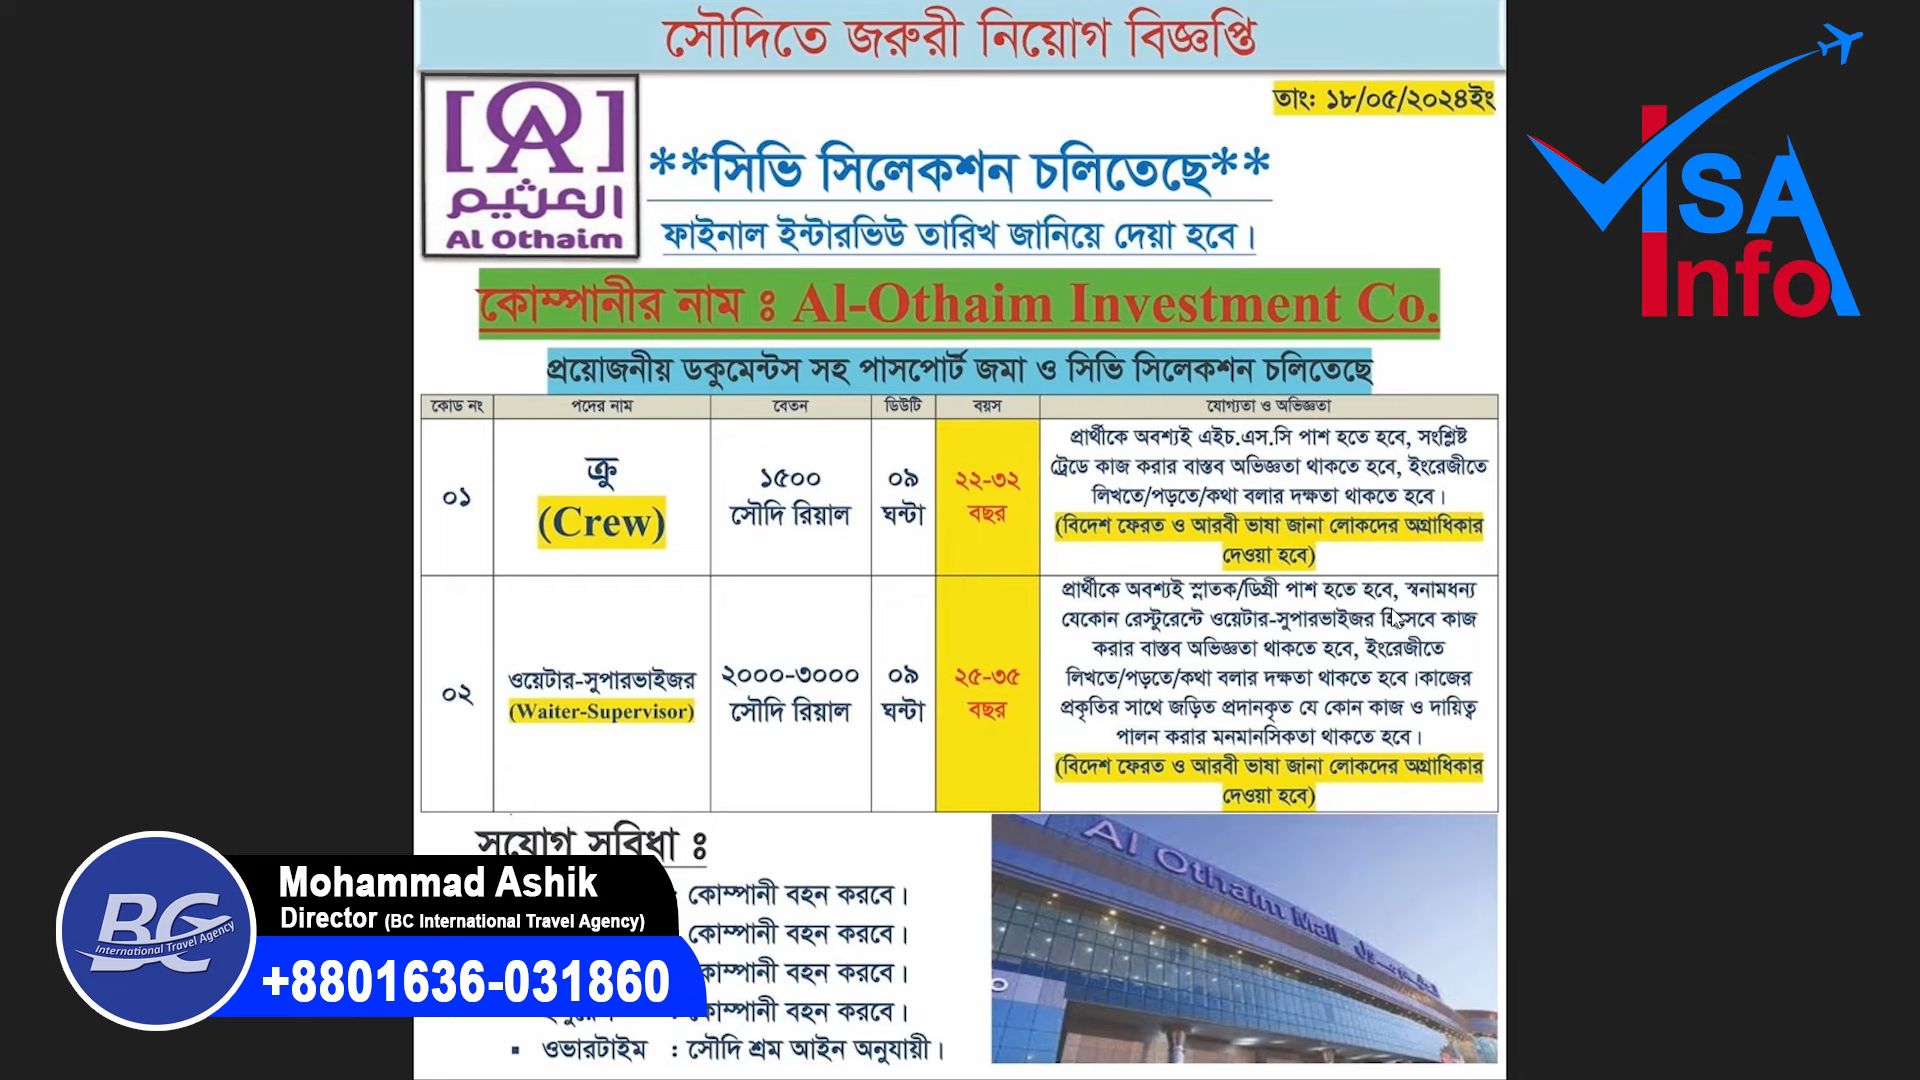 সৌদিতে জরুরী নিয়োগ বিজ্ঞপ্তি
তাং: ১৮/০৫/২০২৪ইং
العثيم
Al Othaim
**সিভি সিলেকশন চলিতেছে**
ফাইনাল ইন্টারভিউ তারিখ জানিয়ে দেয়া হবে।
VISA
Info
কোম্পানীর নাম ঃ Al-Othaim Investment Co.
প্রয়োজনীয় ডকুমেন্টস সহ পাসপোর্ট জমা ও সিভি সিলেকশন চলিতেছে
কোড নং পদের নাম বেতন ডিউটি বয়স যোগ্যতা ও অভিজ্ঞতা
০১
ক্রু
(Crew)
১৫০০
সৌদি রিয়াল
০৯
ঘন্টা
২২-৩২
বছর
প্রার্থীকে অবশ্যই এইচ.এস.সি পাশ হতে হবে, সংশ্লিষ্ট
ট্রেডে কাজ করার বাস্তব অভিজ্ঞতা থাকতে হবে, ইংরেজীতে
লিখতে/পড়তে/কথা বলার দক্ষতা থাকতে হবে।
(বিদেশ ফেরত ও আরবী ভাষা জানা লোকদের অগ্রাধিকার
দেওয়া হবে)
০২
ওয়েটার-সুপারভাইজর
(Waiter-Supervisor)
২০০০-৩০০০
সৌদি রিয়াল
০৯
ঘন্টা
২৫-৩৫
বছর
প্রার্থীকে অবশ্যই স্নাতক/ডিগ্রী পাশ হতে হবে, স্বনামধন্য
যেকোন রেস্টুরেন্টে ওয়েটার-সুপারভাইজর হিসেবে কাজ
করার বাস্তব অভিজ্ঞতা থাকতে হবে, ইংরেজীতে
লিখতে/পড়তে/কথা বলার দক্ষতা থাকতে হবে।কাজের
প্রকৃতির সাথে জড়িত প্রদানকৃত যে কোন কাজ ও দায়িত্ব
পালন করার মনমানসিকতা থাকতে হবে।
(বিদেশ ফেরত ও আরবী ভাষা জানা লোকদের অগ্রাধিকার
দেওয়া হবে)
সুযোগ সুবিধা ঃ
: কোম্পানী বহন করবে।
কোম্পানী বহন করবে।
কোম্পানী বহন করবে।
কোম্পানী বহন করবে।
▪ ওভারটাইম : সৌদি শ্রম আইন অনুযায়ী।
Al Othaim Mall
BC
International Travel Agency
Mohammad Ashik
Director (BC International Travel Agency)
+8801636-031860